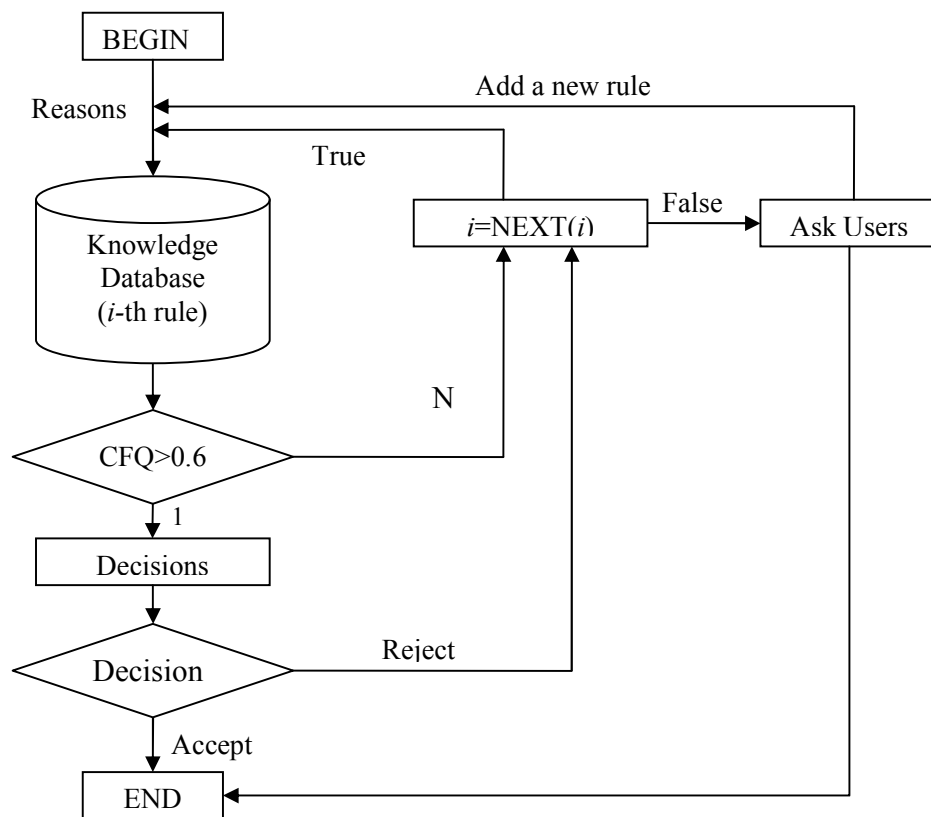 BEGIN
Add a new rule
Reasons
True
i=NEXT(i)
False
Ask Users
Knowledge
Database
(i-th rule)
N
CFQ>0.6
1
Decisions
Reject
Decision
Accept
END